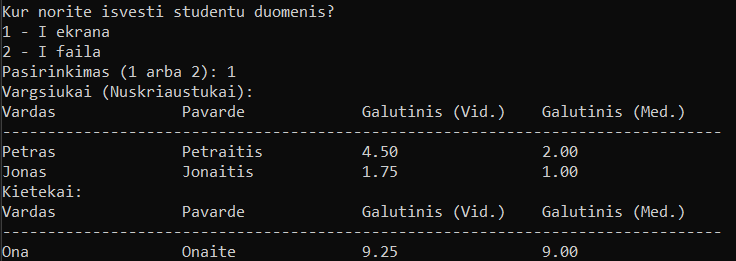 Kur norite isvesti studentu duomenis?
1 - I ekrana
2 - I faila
Pasirinkimas (1 arba 2): 1
Vargsiukai (Nuskriaustukai):
Vardas Pavarde Galutinis (Vid.) Galutinis (Med.)
------------------------------------------------------------------------
Petras Petraitis 4.50 2.00
Jonas Jonaitis 1.75 1.00
Kietekai:
Vardas Pavarde Galutinis (Vid.) Galutinis (Med.)
------------------------------------------------------------------------
Ona Onaite 9.25 9.00